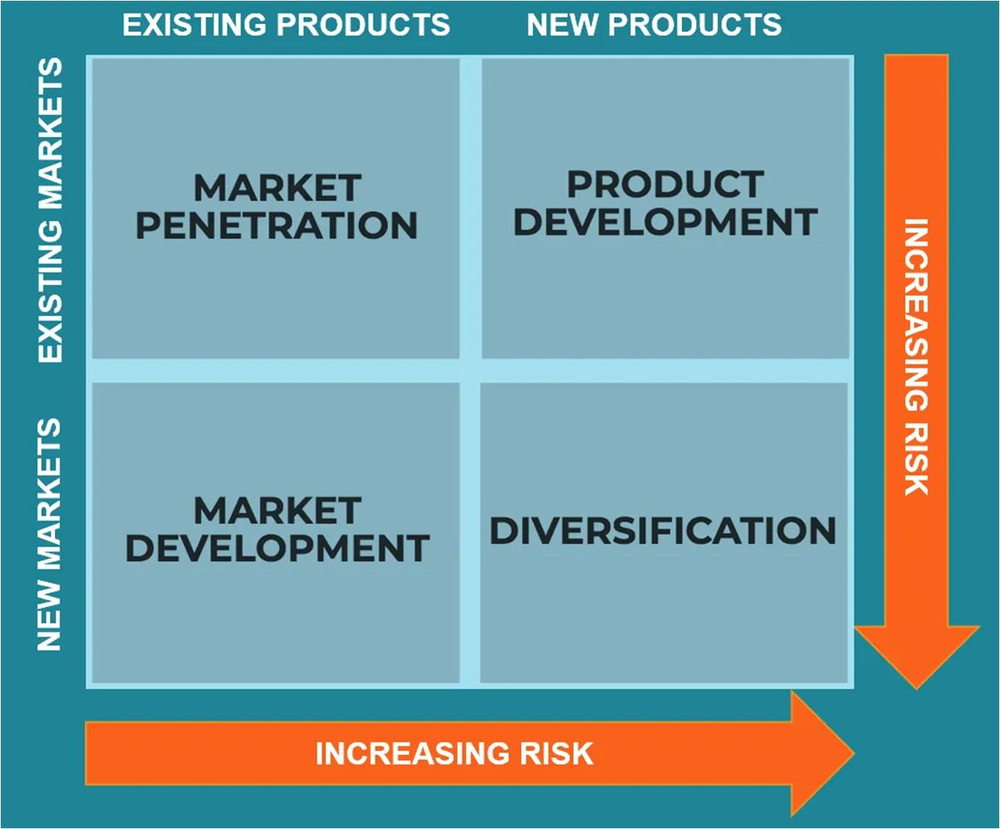 EXISTING PRODUCTS
NEW PRODUCTS
EXISTING MARKETS
MARKET
PENETRATION
PRODUCT
DEVELOPMENT
INCREASING RISK
NEW MARKETS
MARKET
DEVELOPMENT
DIVERSIFICATION
INCREASING RISK